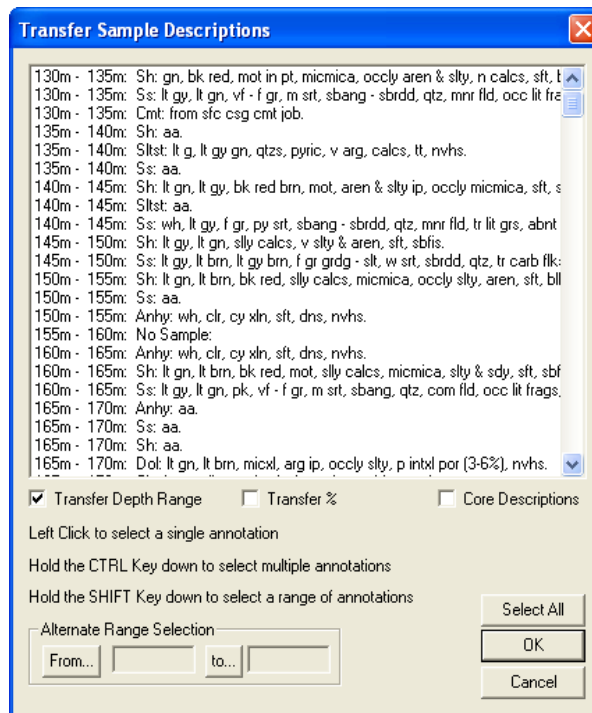 Transfer Sample Descriptions
130m - 135m: Sh: gn, bk red, mot in pt, micmica, occly aren & slty, n calcs, sft,
130m - 135m: Ss: lt gy, lt gn, vf - f gr, m srt, sbang - sbrdd, qtz, mnr fld, occ lit fra
130m - 135m: Cmt: from sfc csg cmt job.
135m - 140m: Sh: aa.
135m - 140m: Sltst: lt g, lt gy gn, qtzs, pyric, v arg, calcs, tt, nvhs.
135m - 140m: Ss: aa.
140m - 145m: Sh: lt gn, lt gy, bk red brn, mot, aren & slty ip, occly micmica, sft, s
140m - 145m: Sltst: aa.
140m - 145m: Ss: wh, lt gy, f gr, py srt, sbang - sbrdd, qtz, mnr fld, tr lit grs, abnt
145m - 150m: Sh: lt gy, lt gn, slly calcs, v slty & aren, sft, sbfis.
145m - 150m: Ss: lt gy, lt brn, lt gy brn, f gr grdg - slt, w srt, sbrdd, qtz, tr carb flk
150m - 155m: Sh: lt gn, lt brn, bk red, slly calcs, micmica, occly slty, aren, sft, bll
150m - 155m: Ss: aa.
150m - 155m: Anhy: wh, clr, cy xln, sft, dns, nvhs.
155m - 160m: No Sample:
160m - 165m: Anhy: wh, clr, cy xln, sft, dns, nvhs.
160m - 165m: Sh: lt gn, lt brn, bk red, mot, slly calcs, micmica, slty & sdy, sft, sbf
160m - 165m: Ss: lt gy, lt gn, pk, vf - f gr, m srt, sbang, qtz, com fld, occ lit frags,
165m - 170m: Anhy: aa.
165m - 170m: Ss: aa.
165m - 170m: Sh: aa.
165m - 170m: Dol: lt gn, lt brn, micxl, arg ip, occly slty, p intxl por (3-6%), nvhs.
Transfer Depth Range Transfer % Core Descriptions
Left Click to select a single annotation
Hold the CTRL Key down to select multiple annotations
Hold the SHIFT Key down to select a range of annotations
Select All
Alternate Range Selection
From... to...
OK
Cancel